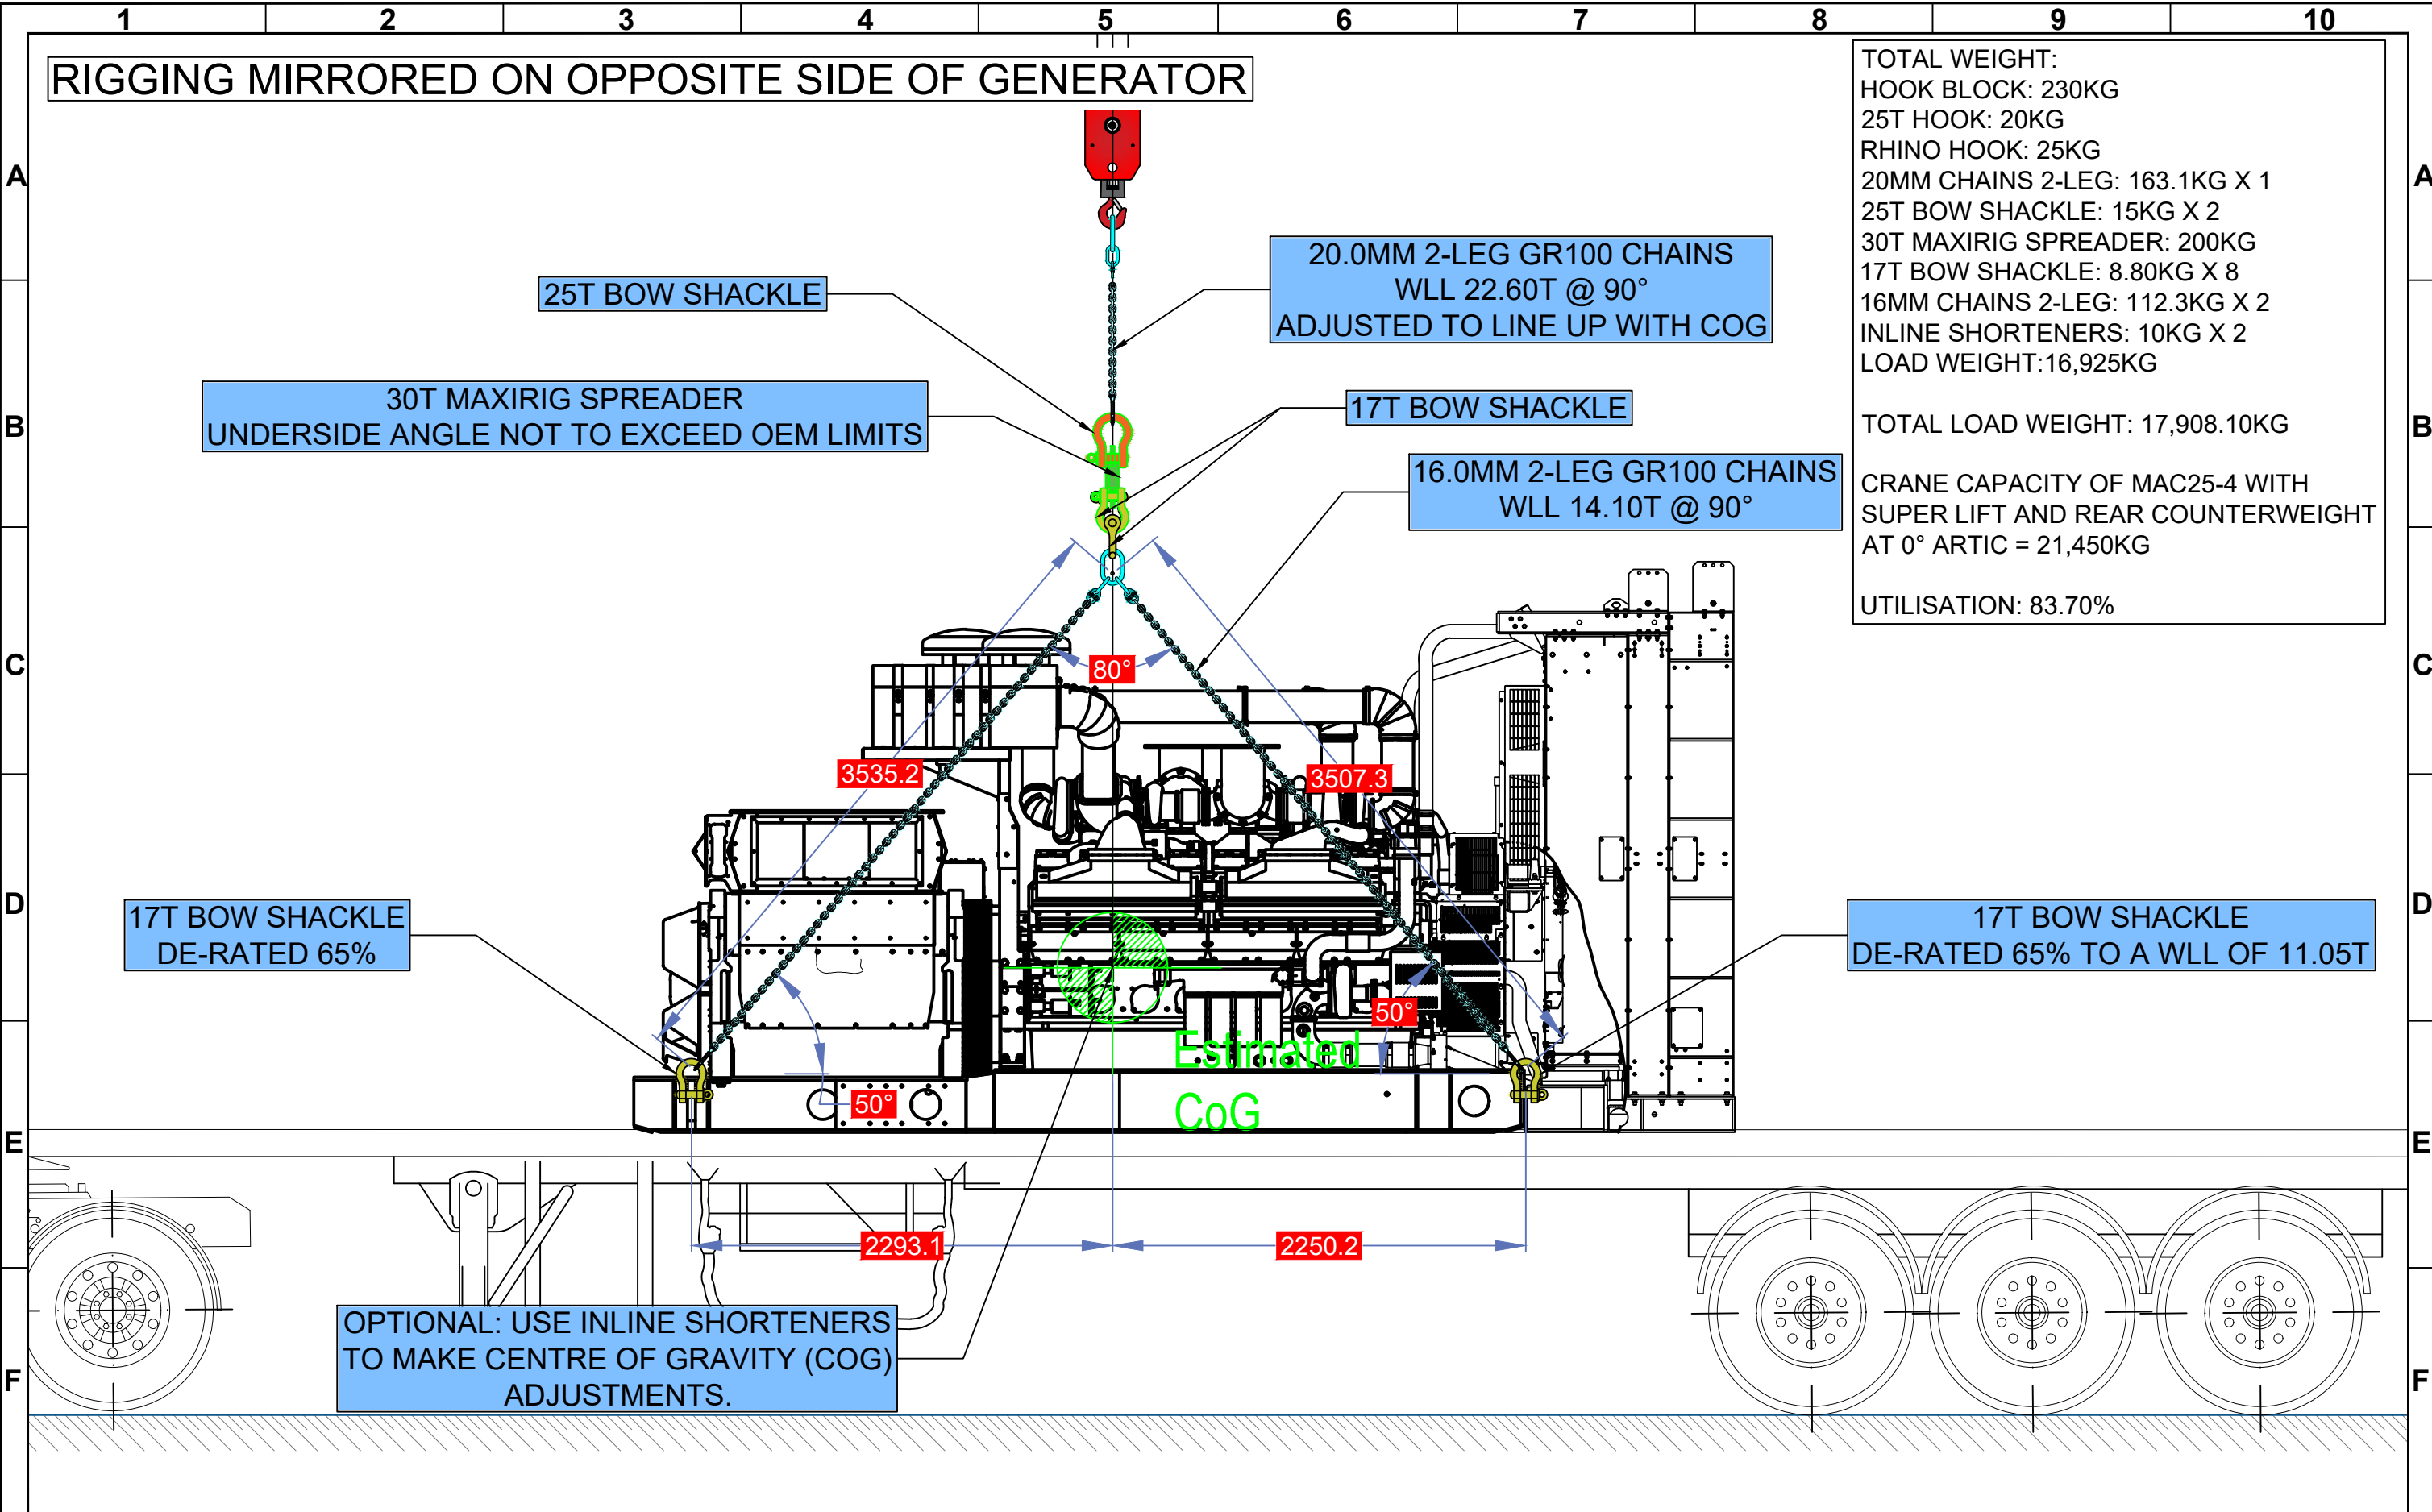 1 2 3 4 5 6 7 8 9 10
RIGGING MIRRORED ON OPPOSITE SIDE OF GENERATOR
TOTAL WEIGHT:
HOOK BLOCK: 230KG
25T HOOK: 20KG
RHINO HOOK: 25KG
20MM CHAINS 2-LEG: 163.1KG X 1
25T BOW SHACKLE: 15KG X 2
30T MAXIRIG SPREADER: 200KG
17T BOW SHACKLE: 8.80KG X 8
16MM CHAINS 2-LEG: 112.3KG X 2
INLINE SHORTENERS: 10KG X 2
LOAD WEIGHT:16,925KG
TOTAL LOAD WEIGHT: 17,908.10KG
CRANE CAPACITY OF MAC25-4 WITH
SUPER LIFT AND REAR COUNTERWEIGHT
AT 0° ARTIC = 21,450KG
UTILISATION: 83.70%
A A
20.0MM 2-LEG GR100 CHAINS
WLL 22.60T @ 90°
ADJUSTED TO LINE UP WITH COG
25T BOW SHACKLE
30T MAXIRIG SPREADER
UNDERSIDE ANGLE NOT TO EXCEED OEM LIMITS
17T BOW SHACKLE
B B
16.0MM 2-LEG GR100 CHAINS
WLL 14.10T @ 90°
C C
80°
3535.2
3507.3
D D
17T BOW SHACKLE
DE-RATED 65%
17T BOW SHACKLE
DE-RATED 65% TO A WLL OF 11.05T
50°
Estimated
CoG
50°
E E
2293.1
2250.2
OPTIONAL: USE INLINE SHORTENERS
TO MAKE CENTRE OF GRAVITY (COG)
ADJUSTMENTS.
F F